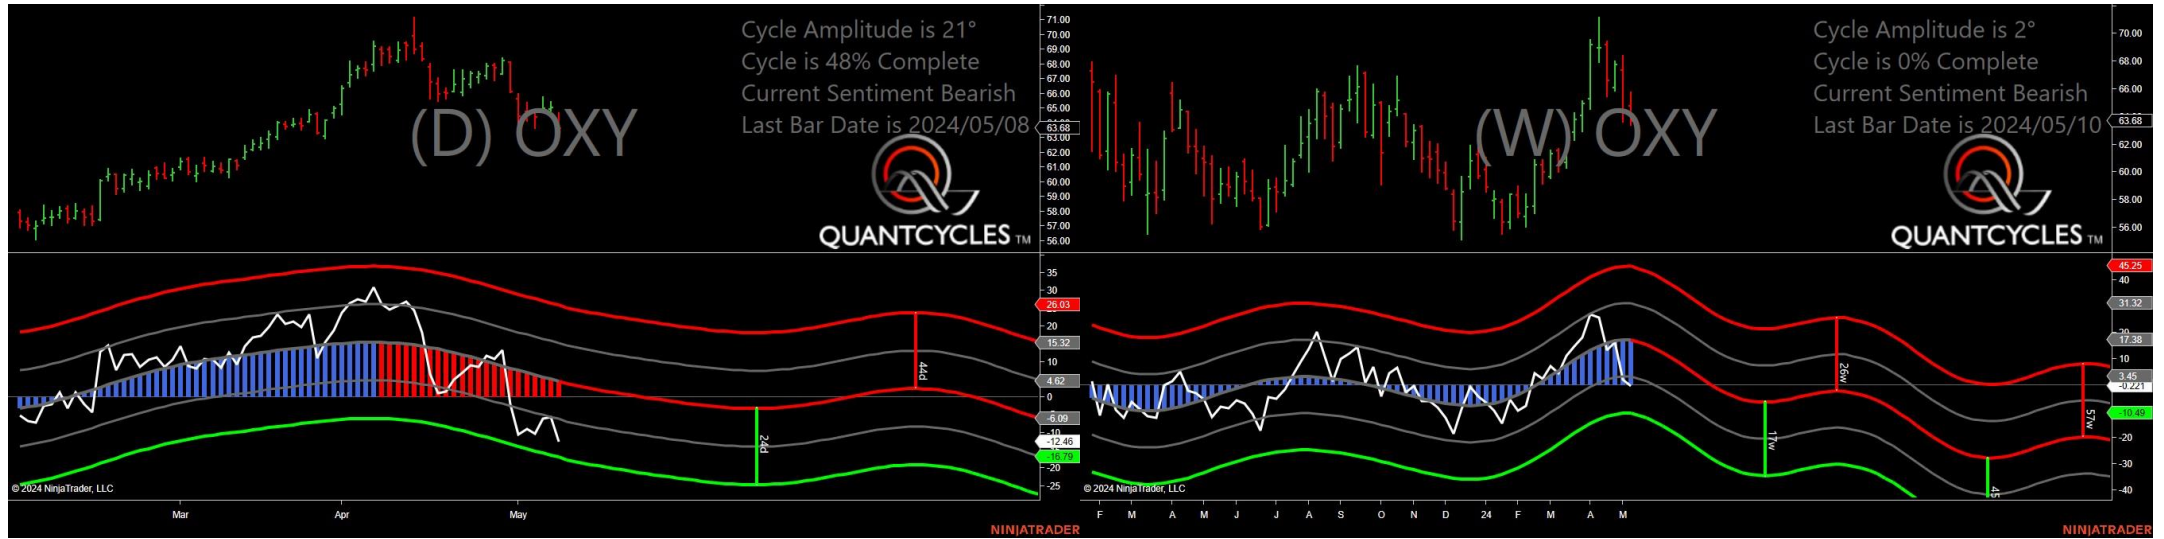 Cycle Amplitude is 21°
Cycle is 48% Complete
Current Sentiment Bearish
Last Bar Date is 2024/05/08
(D) OXY
QUANTCYCLES TM
71.00
70.00
69.00
68.00
67.00
66.00
65.00
63.68
63.00
62.00
61.00
60.00
59.00
58.00
57.00
56.00
35
30
26.03
20
15.32
10
4.62
0
-6.09
-10
-12.46
-16.79
-20
-25
44d
24d
© 2024 NinjaTrader, LLC
Mar
Apr
May
NINJATRADER
Cycle Amplitude is 2°
Cycle is 0% Complete
Current Sentiment Bearish
Last Bar Date is 2024/05/10
(W) OXY
QUANTCYCLES TM
70.00
68.00
66.00
63.68
62.00
60.00
58.00
56.00
45.25
40
31.32
17.38
10
3.45
-0.221
-10.49
-20
-30
-40
26w
17w
57w
45
© 2024 NinjaTrader, LLC
F M A M J J A S O N D 24 F M A M
NINJATRADER